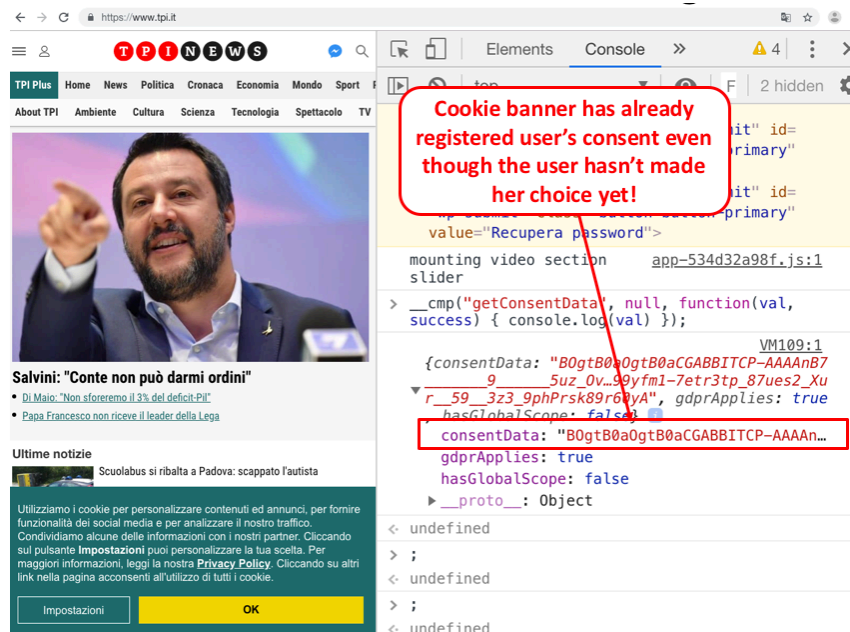 https://www.tpi.it
TPI NEWS
TPI Plus Home News Politica Cronaca Economia Mondo Sport
About TPI Ambiente Cultura Scienza Tecnologia Spettacolo TV
Salvini: "Conte non può darmi ordini"
Di Maio: "Non sforeremo il 3% del deficit-Pil"
Papa Francesco non riceve il leader della Lega
Ultime notizie
Scuolabus si ribalta a Padova: scappato l'autista
Utilizziamo i cookie per personalizzare contenuti ed annunci, per fornire
funzionalità dei social media e per analizzare il nostro traffico.
Condividiamo alcune delle informazioni con i nostri partner. Cliccando
sul pulsante Impostazioni puoi personalizzare la tua scelta. Per
maggiori informazioni, leggi la nostra Privacy Policy. Cliccando su altri
link nella pagina acconsenti all'utilizzo di tutti i cookie.
Impostazioni OK
Elements Console » 4
top F 2 hidden
Cookie banner has already
registered user's consent even
though the user hasn't made
her choice yet!
id=
value="Recupera password">
mounting video section app-534d32a98f.js:1
slider
> __cmp("getConsentData", null, function(val,
success) { console.log(val) });
VM109:1
{consentData: "BOgtB0aOgtB0aCGABBITCP-AAAAnB7
_______9______5uz_Ov…99yfm1-7etr3tp_87ues2_Xu
r__59__3z3_9phPrsk89r60yA", gdprApplies: true
, hasGlobalScope: false}
consentData: "BOgtB0aOgtB0aCGABBITCP-AAAAn…
gdprApplies: true
hasGlobalScope: false
__proto__: Object
undefined
> ;
undefined
> ;
undefined